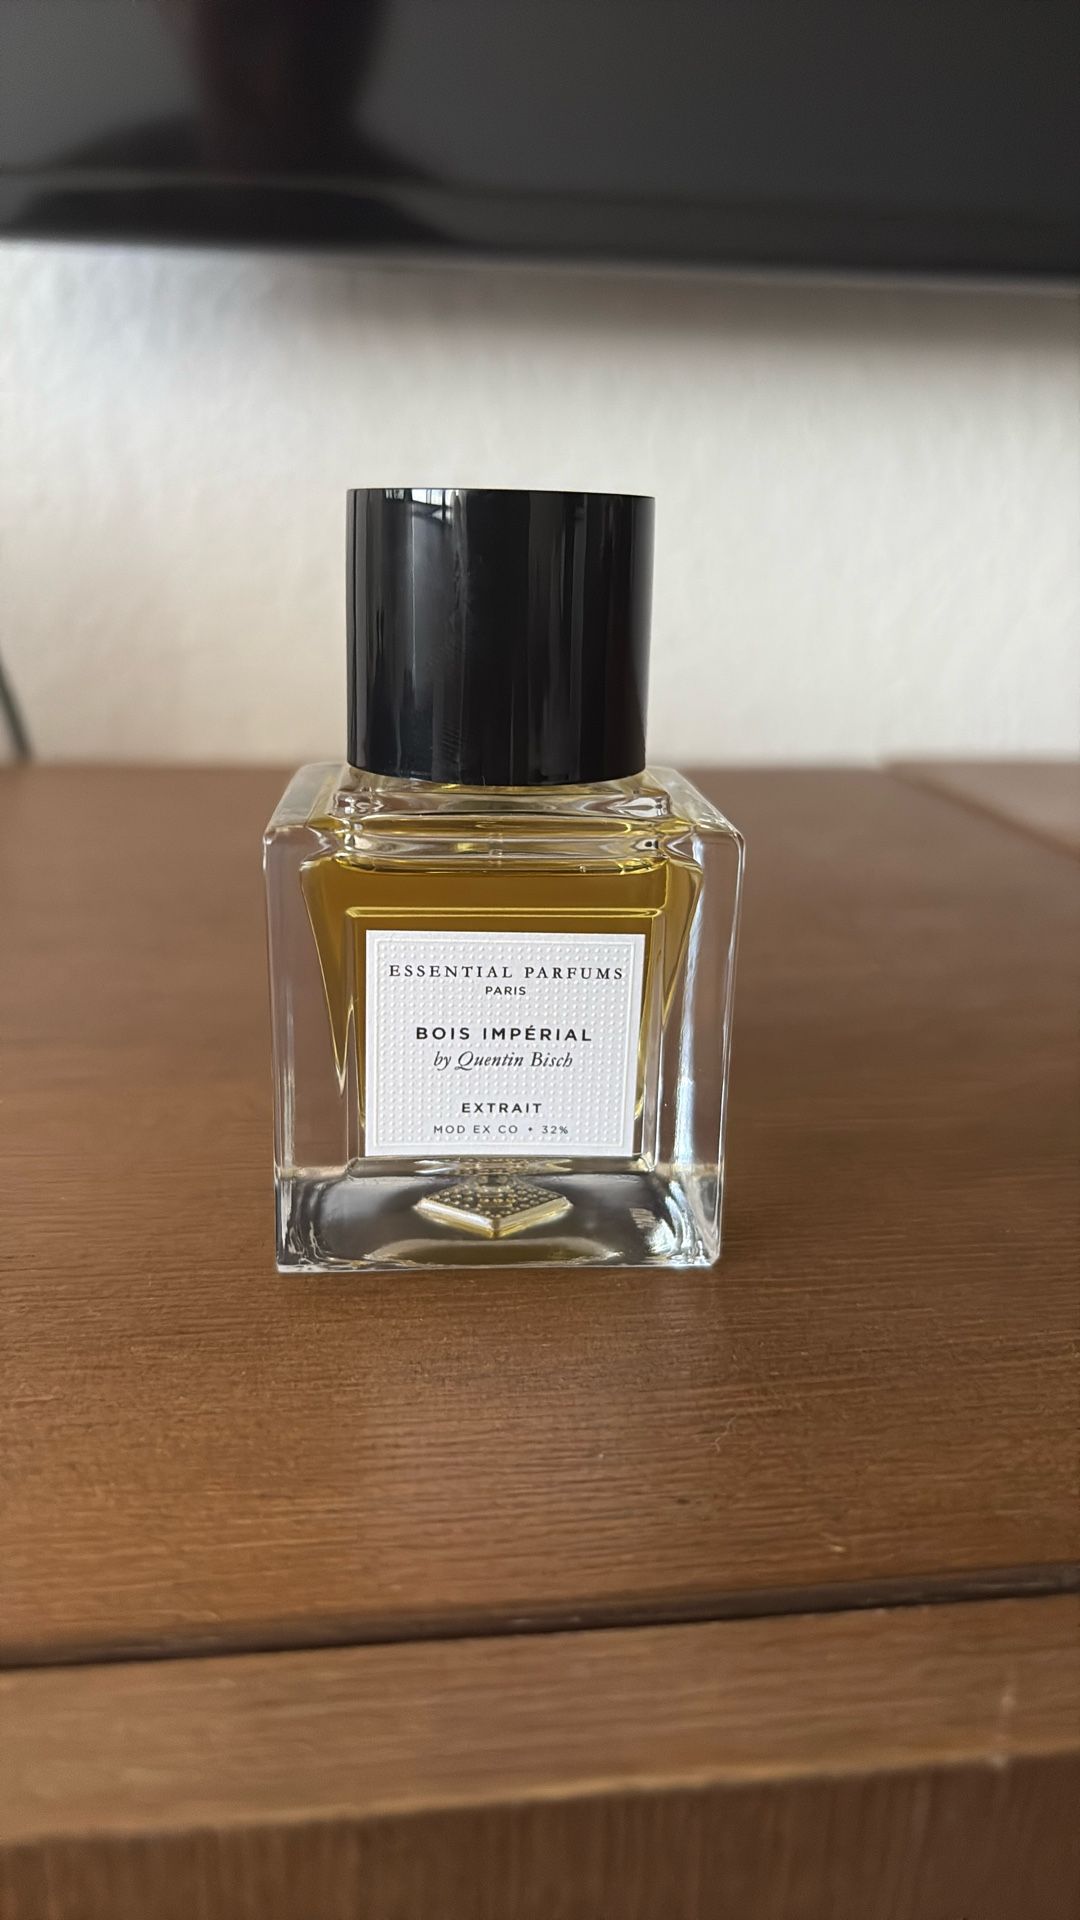 ESSENTIAL PARFUMS
PARIS
BOIS IMPÉRIAL
by Quentin Bisch
EXTRAIT
MOD EX CO • 32%